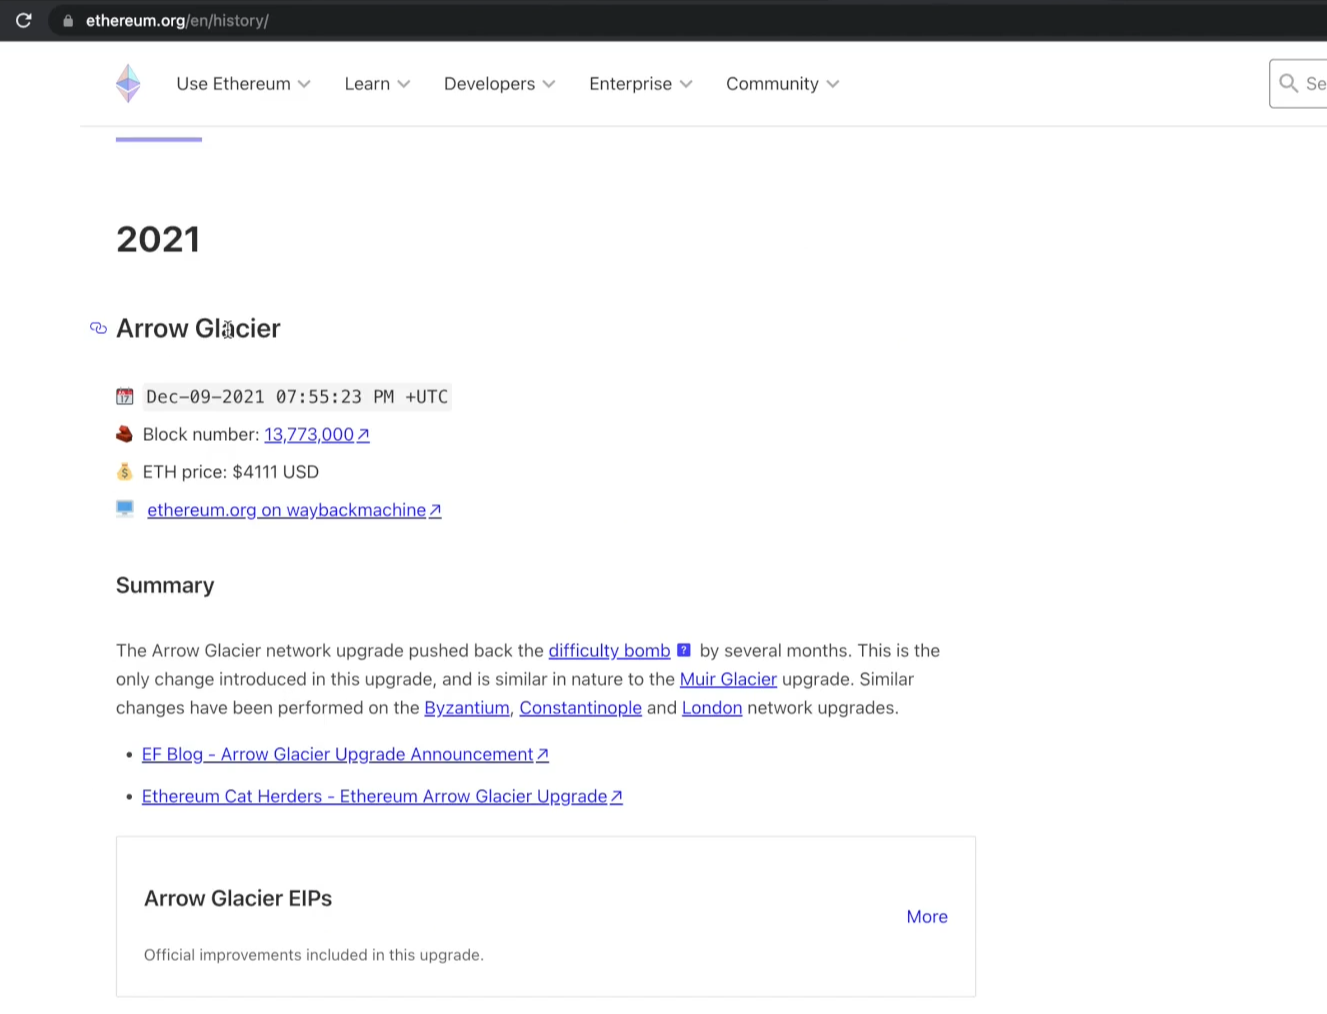 ethereum.org/en/history/
Use Ethereum Learn Developers Enterprise Community Se
2021
Arrow Glacier
17
Dec-09-2021 07:55:23 PM +UTC
Block number: 13,773,000↗
$
ETH price: $4111 USD
ethereum.org on waybackmachine↗
Summary
The Arrow Glacier network upgrade pushed back the difficulty bomb ? by several months. This is the
only change introduced in this upgrade, and is similar in nature to the Muir Glacier upgrade. Similar
changes have been performed on the Byzantium, Constantinople and London network upgrades.
• EF Blog - Arrow Glacier Upgrade Announcement↗
• Ethereum Cat Herders - Ethereum Arrow Glacier Upgrade↗
Arrow Glacier EIPs
More
Official improvements included in this upgrade.